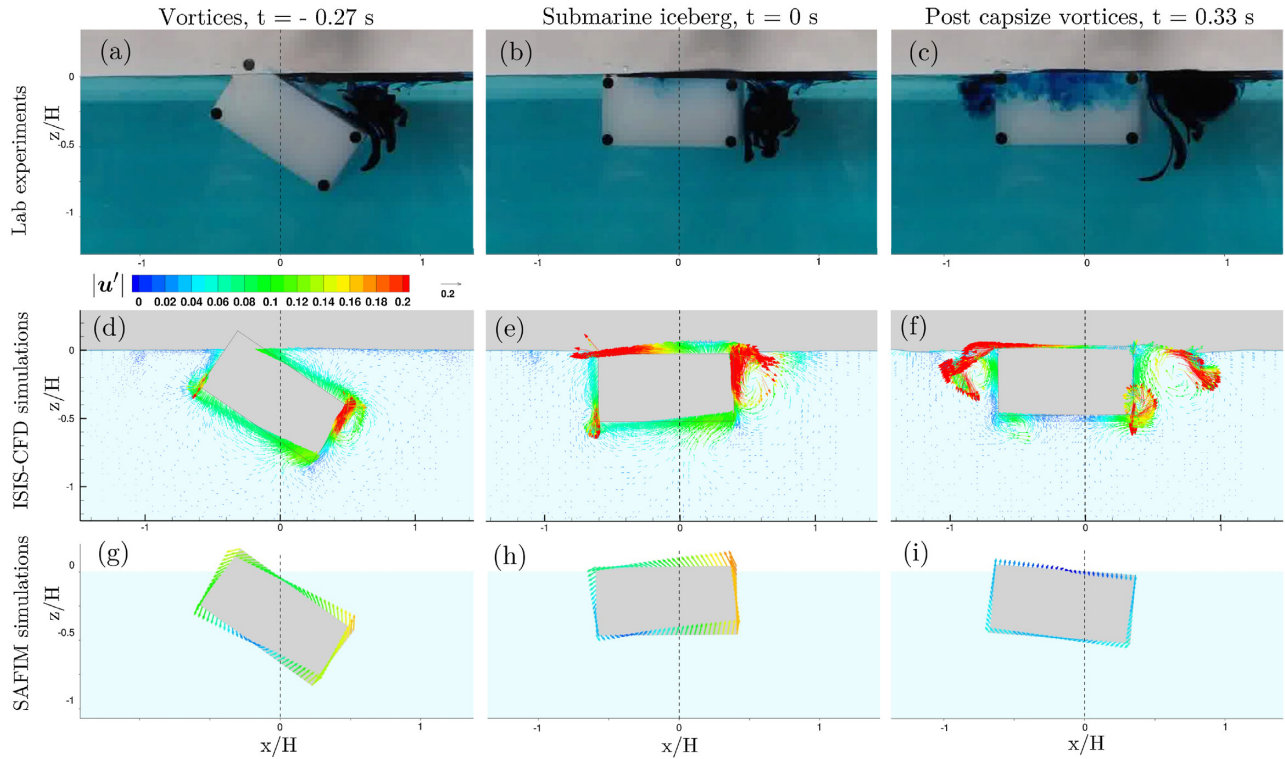 Vortices, t = - 0.27 s
Submarine iceberg, t = 0 s
Post capsize vortices, t = 0.33 s
Lab experiments
z/H
(a)
(b)
(c)
0
-0.5
-1
-1 0 1
-1 0 1
-1 0 1
|u'|
0 0.02 0.04 0.06 0.08 0.1 0.12 0.14 0.16 0.18 0.2
0.2
ISIS-CFD simulations
z/H
(d)
(e)
(f)
0
-0.5
-1
-1 0 1
-1 0 1
-1 0 1
SAFIM simulations
z/H
(g)
(h)
(i)
0
-0.5
-1
0 1
0 1
-1 0 1
x/H
x/H
x/H